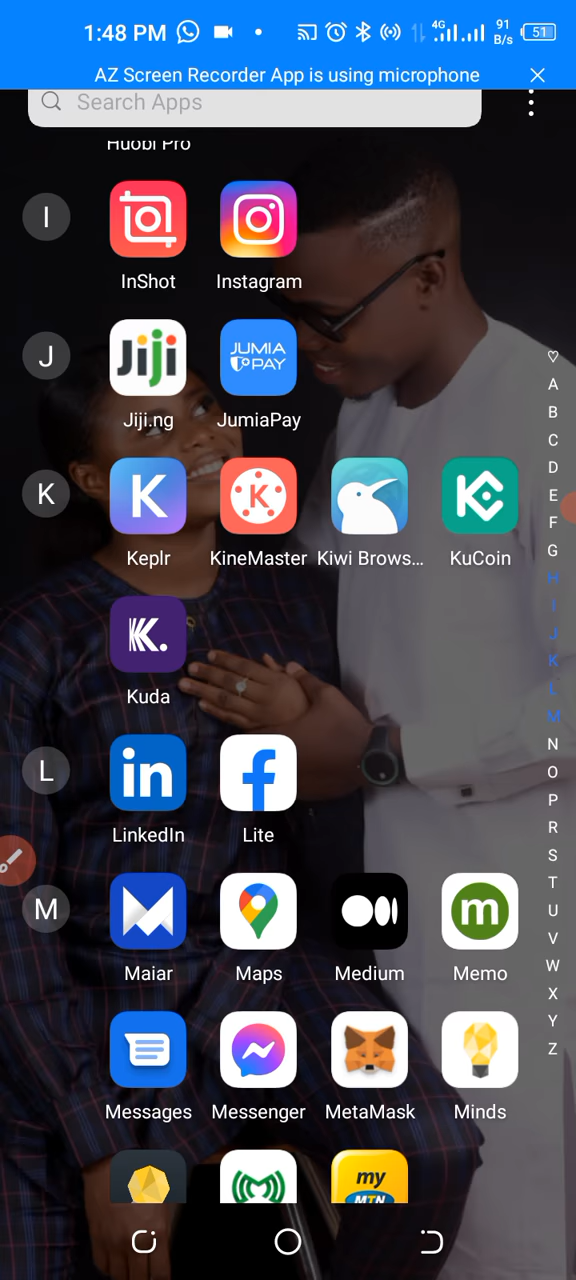 1:48 PM 4G 91 B/s 51
AZ Screen Recorder App is using microphone
Search Apps
Huobi Pro
I
InShot Instagram
J
Jiji JUMIA PAY
Jiji.ng JumiaPay
K
K K
Keplr KineMaster Kiwi Brows... KuCoin
K.
Kuda
L
in f
LinkedIn Lite
M
m
Maiar Maps Medium Memo
Messages Messenger MetaMask Minds
my
MTN
A
B
C
D
E
F
G
H
I
J
K
L
M
N
O
P
R
S
T
U
V
W
X
Y
Z